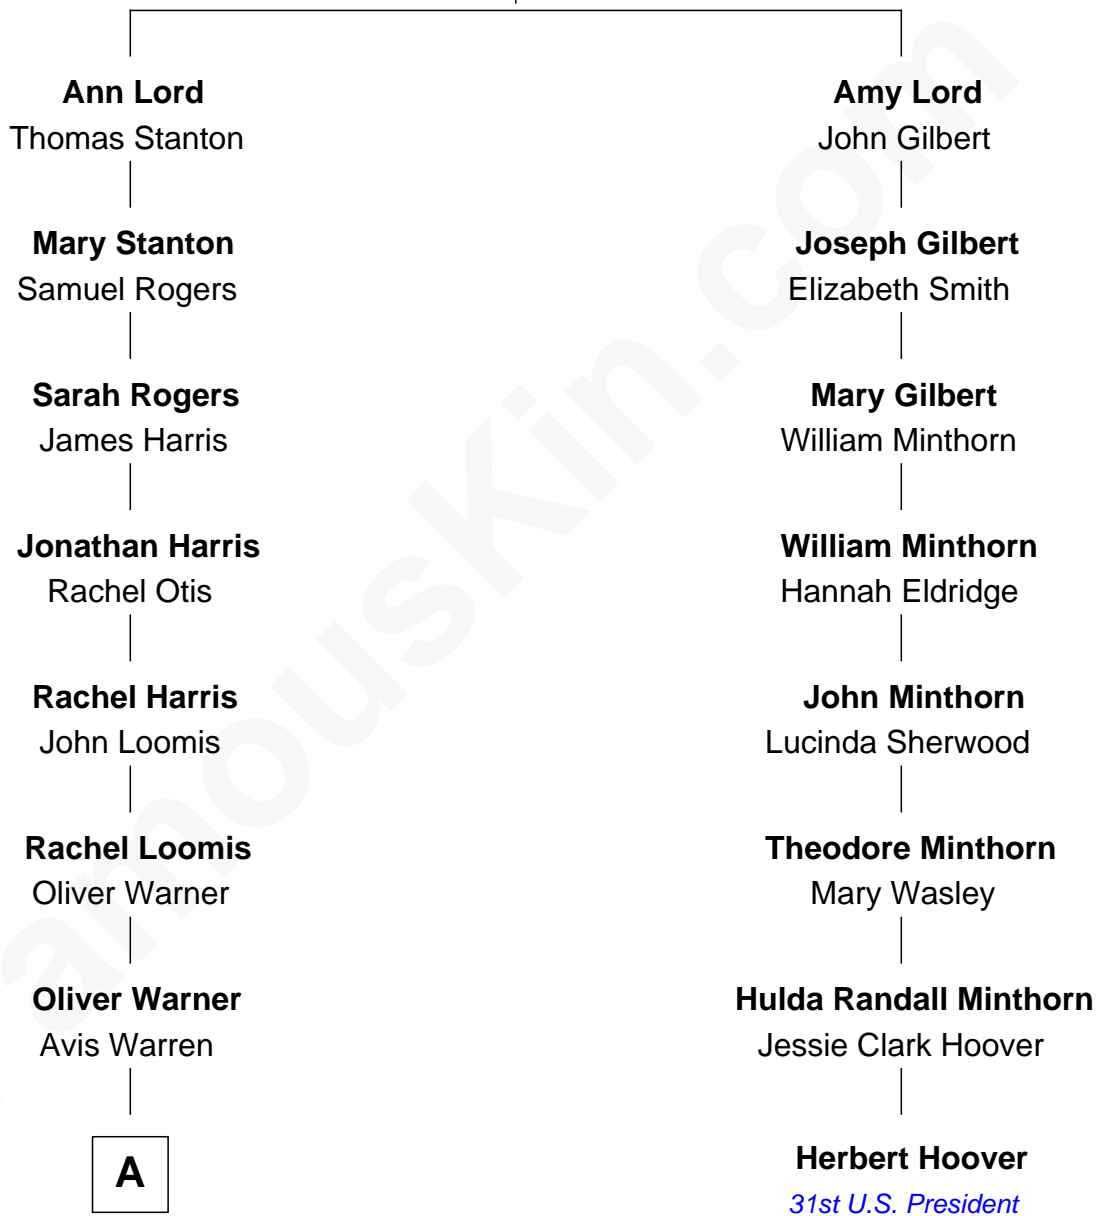 Ann Lord
Thomas Stanton
Amy Lord
John Gilbert
Mary Stanton
Samuel Rogers
Joseph Gilbert
Elizabeth Smith
Sarah Rogers
James Harris
Mary Gilbert
William Minthorn
Jonathan Harris
Rachel Otis
William Minthorn
Hannah Eldridge
Rachel Harris
John Loomis
John Minthorn
Lucinda Sherwood
Rachel Loomis
Oliver Warner
Theodore Minthorn
Mary Wasley
Oliver Warner
Avis Warren
Hulda Randall Minthorn
Jessie Clark Hoover
A
Herbert Hoover
31st U.S. President
amouskin.com